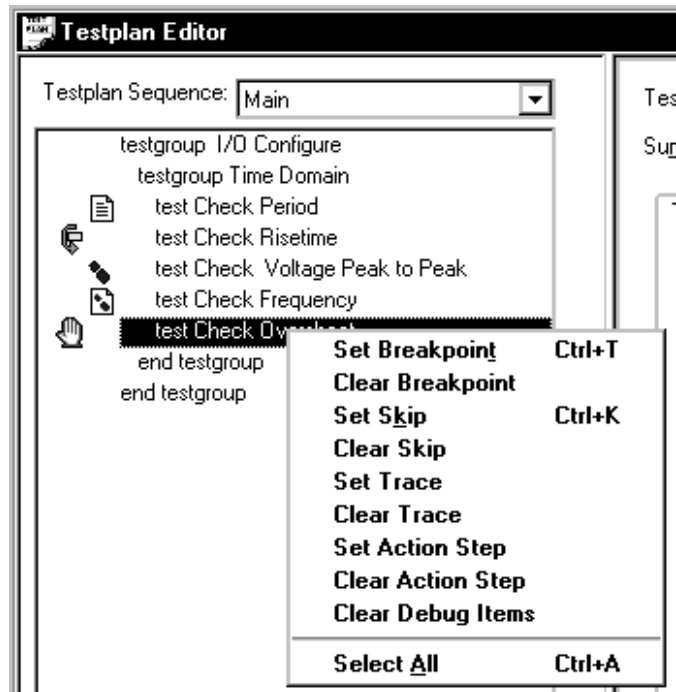 Testplan Editor
Testplan Sequence: Main
testgroup I/O Configure
testgroup Time Domain
test Check Period
test Check Risetime
test Check Voltage Peak to Peak
test Check Frequency
test Check
end testgroup
end testgroup
Set Breakpoint Ctrl+T
Clear Breakpoint
Set Skip Ctrl+K
Clear Skip
Set Trace
Clear Trace
Set Action Step
Clear Action Step
Clear Debug Items
Select All Ctrl+A
Tes
Sun